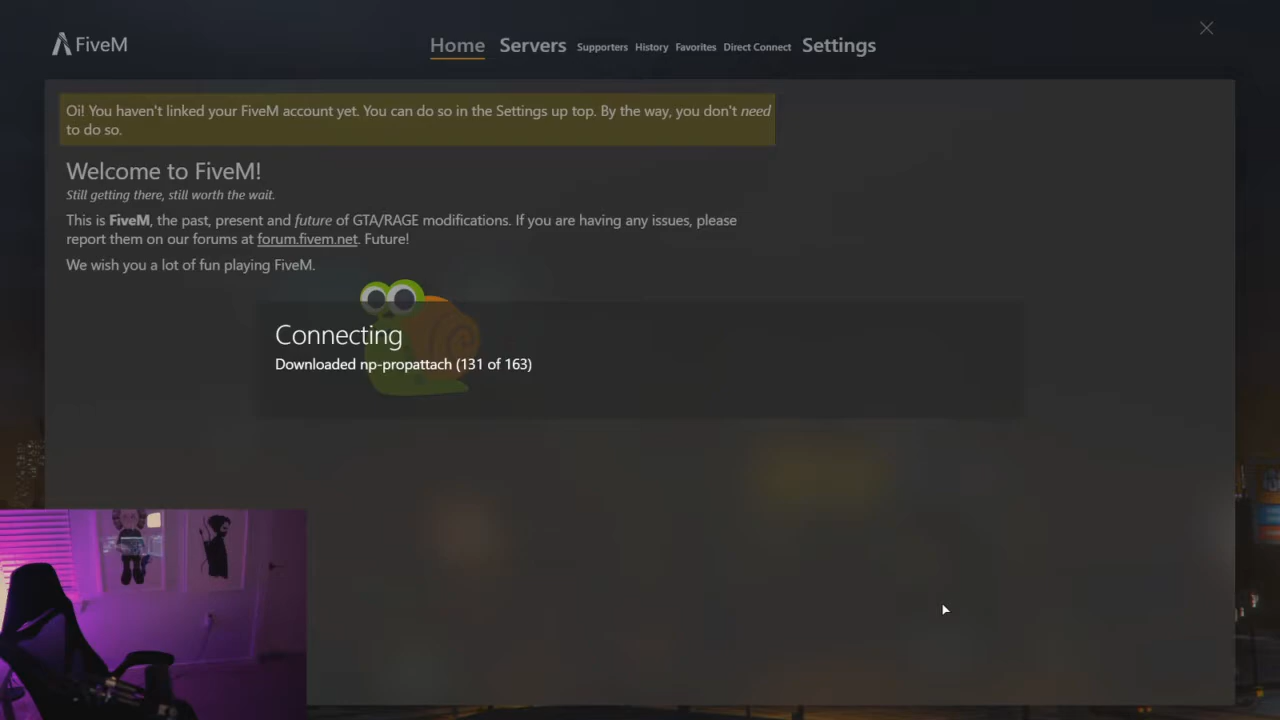 FiveM
Home Servers Supporters History Favorites Direct Connect Settings
Oi! You haven't linked your FiveM account yet. You can do so in the Settings up top. By the way, you don't need
to do so.
Welcome to FiveM!
Still getting there, still worth the wait.
This is FiveM, the past, present and future of GTA/RAGE modifications. If you are having any issues, please
report them on our forums at forum.fivem.net. Future!
We wish you a lot of fun playing FiveM.
Connecting
Downloaded np-propattach (131 of 163)